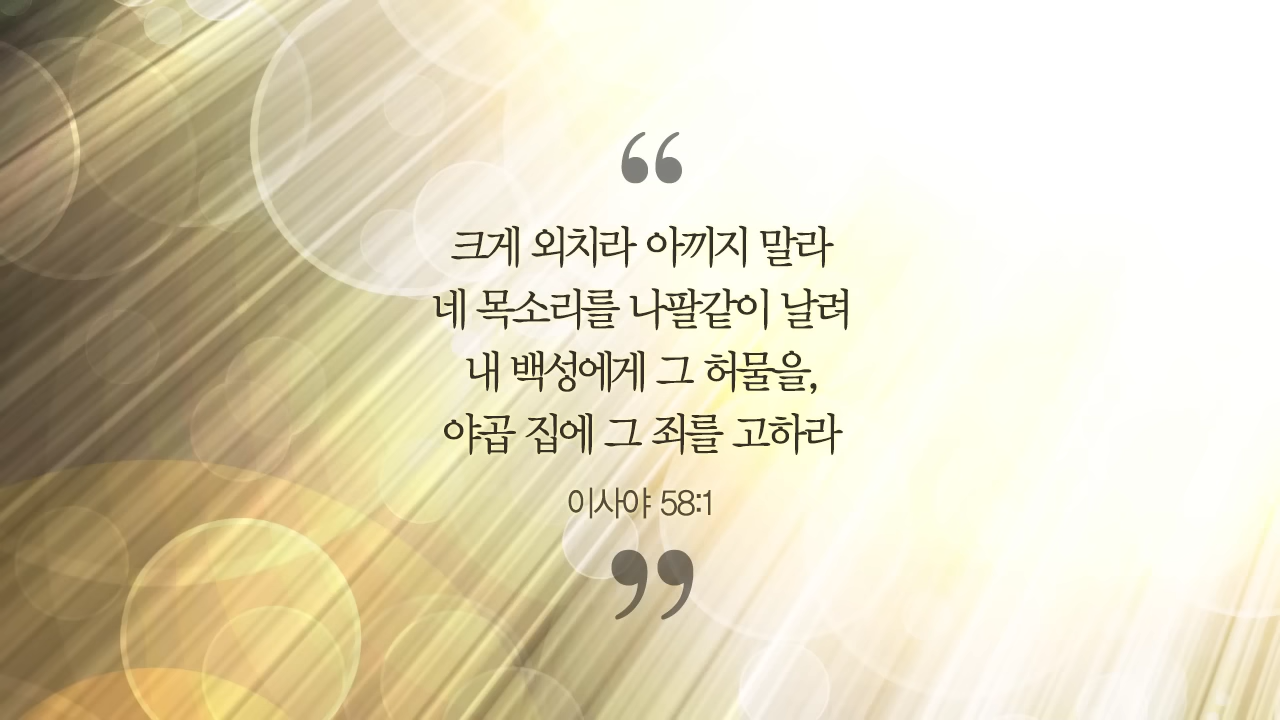 “
크게 외치라 아끼지 말라
네 목소리를 나팔같이 날려
내 백성에게 그 허물을,
야곱 집에 그 죄를 고하라
이사야 58:1
”